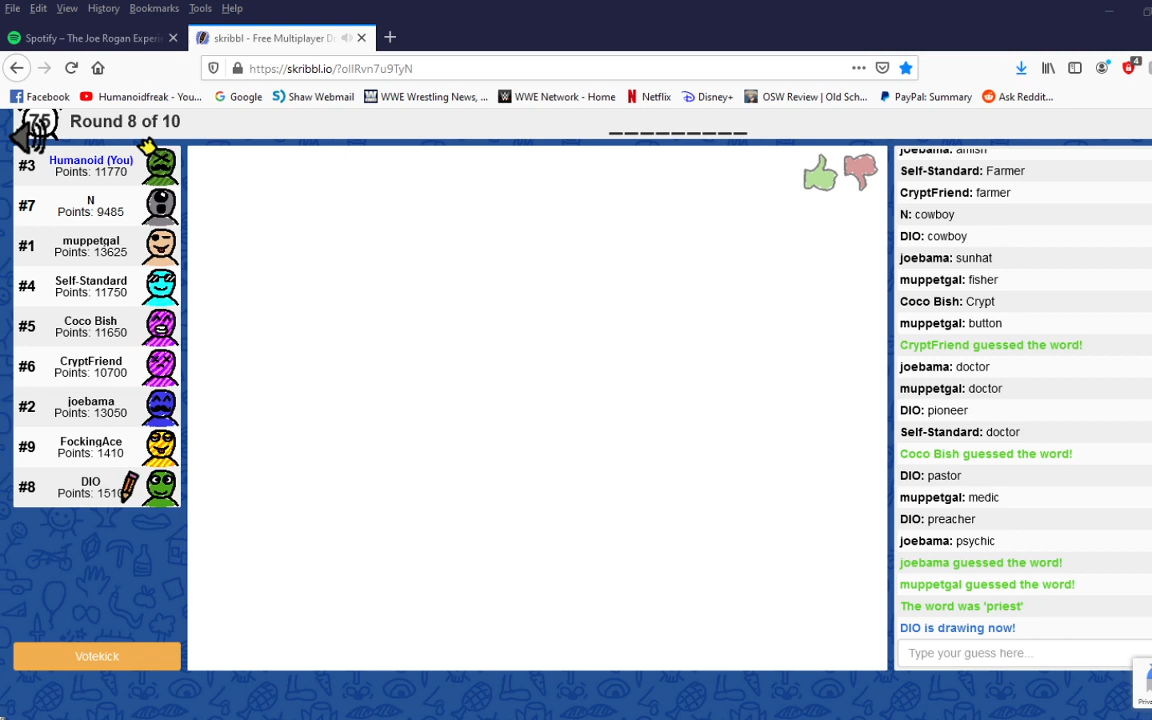 File Edit View History Bookmarks Tools Help
Spotify – The Joe Rogan Experi
skribbl - Free Multiplayer Dr
https://skribbl.io/?olIRvn7u9TyN
4
Facebook Humanoidfreak - You... Google Shaw Webmail WWE Wrestling News, ... WWE Network - Home Netflix Disney+ OSW Review | Old Sch... PayPal: Summary Ask Reddit...
75 Round 8 of 10
_ _ _ _ _ _ _ _ _
#3 Humanoid (You)
Points: 11770
#7 N
Points: 9485
#1 muppetgal
Points: 13625
#4 Self-Standard
Points: 11750
#5 Coco Bish
Points: 11650
#6 CryptFriend
Points: 10700
#2 joebama
Points: 13050
#9 FockingAce
Points: 1410
#8 DIO
Points: 1510
Votekick
joebama: amish
Self-Standard: Farmer
CryptFriend: farmer
N: cowboy
DIO: cowboy
joebama: sunhat
muppetgal: fisher
Coco Bish: Crypt
muppetgal: button
CryptFriend guessed the word!
joebama: doctor
muppetgal: doctor
DIO: pioneer
Self-Standard: doctor
Coco Bish guessed the word!
DIO: pastor
muppetgal: medic
DIO: preacher
joebama: psychic
joebama guessed the word!
muppetgal guessed the word!
The word was 'priest'
DIO is drawing now!
Type your guess here...
Priva